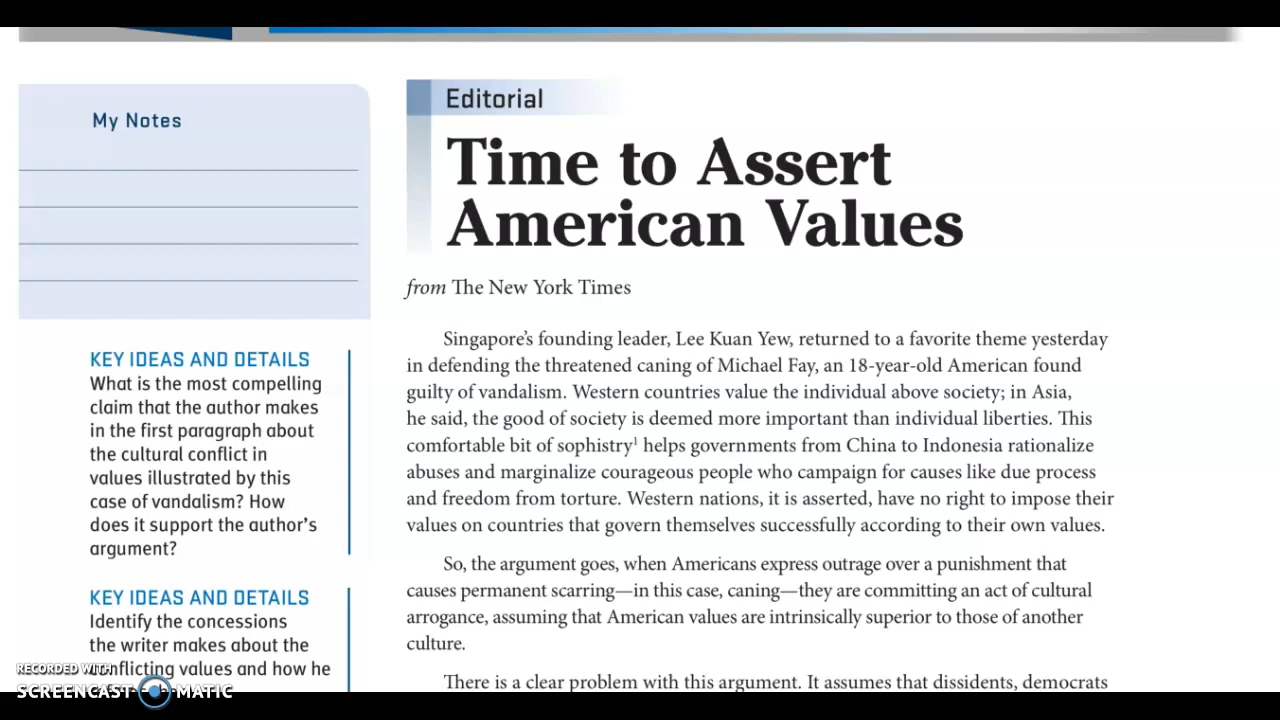 My Notes
KEY IDEAS AND DETAILS
What is the most compelling
claim that the author makes
in the first paragraph about
the cultural conflict in
values illustrated by this
case of vandalism? How
does it support the author's
argument?
KEY IDEAS AND DETAILS
Identify the concessions
the writer makes about the
conflicting values and how he
Editorial
Time to Assert
American Values
from The New York Times
Singapore's founding leader, Lee Kuan Yew, returned to a favorite theme yesterday
in defending the threatened caning of Michael Fay, an 18-year-old American found
guilty of vandalism. Western countries value the individual above society; in Asia,
he said, the good of society is deemed more important than individual liberties. This
comfortable bit of sophistry¹ helps governments from China to Indonesia rationalize
abuses and marginalize courageous people who campaign for causes like due process
and freedom from torture. Western nations, it is asserted, have no right to impose their
values on countries that govern themselves successfully according to their own values.
So, the argument goes, when Americans express outrage over a punishment that
causes permanent scarring—in this case, caning—they are committing an act of cultural
arrogance, assuming that American values are intrinsically superior to those of another
culture.
There is a clear problem with this argument. It assumes that dissidents, democrats
RECORDED WITH
SCREENCAST MATIC